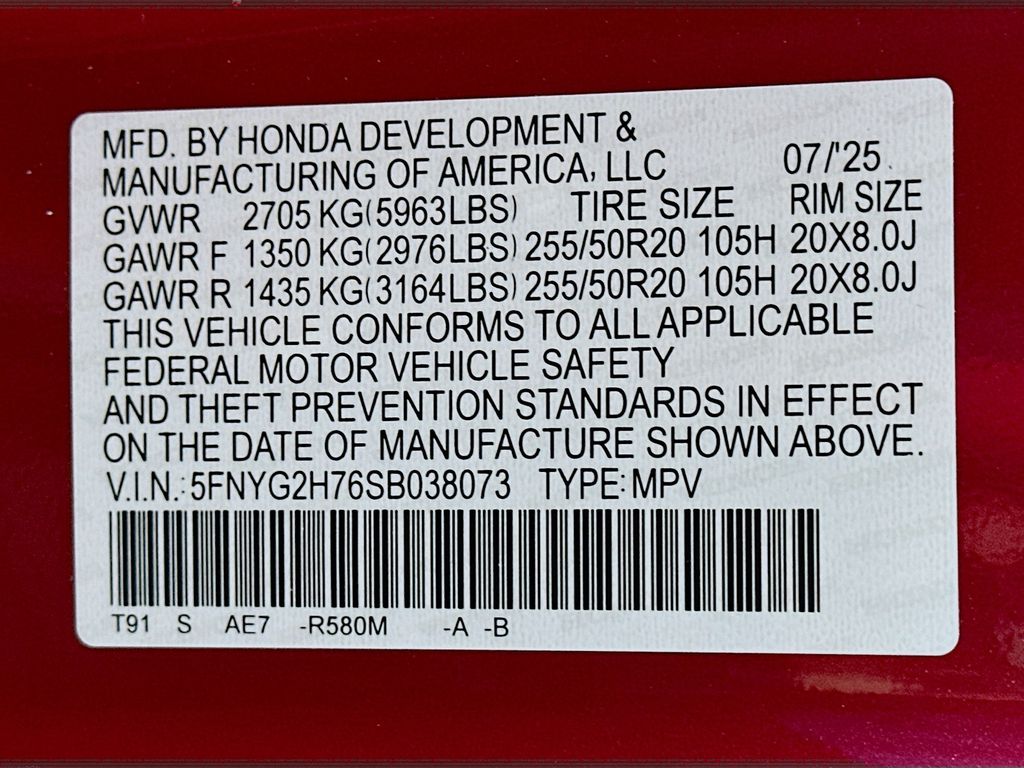 MFD. BY HONDA DEVELOPMENT &
MANUFACTURING OF AMERICA, LLC 07/'25
GVWR 2705 KG(5963LBS) TIRE SIZE RIM SIZE
GAWR F 1350 KG(2976LBS) 255/50R20 105H 20X8.0J
GAWR R 1435 KG(3164LBS) 255/50R20 105H 20X8.0J
THIS VEHICLE CONFORMS TO ALL APPLICABLE
FEDERAL MOTOR VEHICLE SAFETY
AND THEFT PREVENTION STANDARDS IN EFFECT
ON THE DATE OF MANUFACTURE SHOWN ABOVE.
V.I.N.: 5FNYG2H76SB038073 TYPE: MPV
T91 S AE7 -R580M -A -B